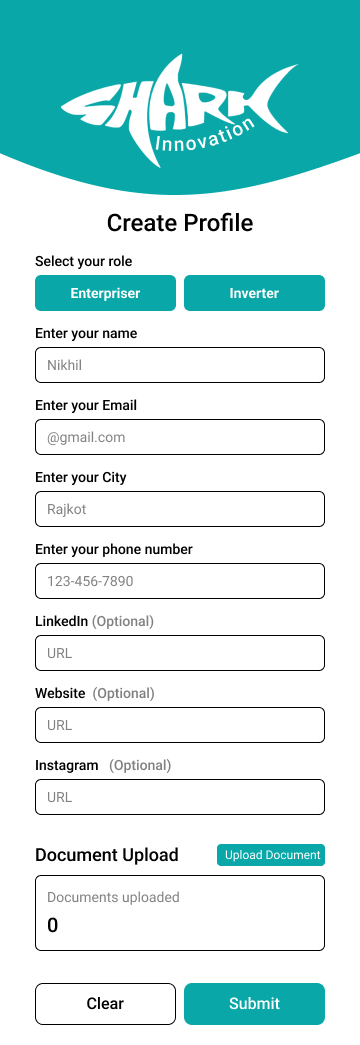 SHARK
Innovation
Create Profile
Select your role
Enterpriser Inverter
Enter your name
Nikhil
Enter your Email
@gmail.com
Enter your City
Rajkot
Enter your phone number
123-456-7890
LinkedIn (Optional)
URL
Website (Optional)
URL
Instagram (Optional)
URL
Document Upload Upload Document
Documents uploaded
0
Clear Submit